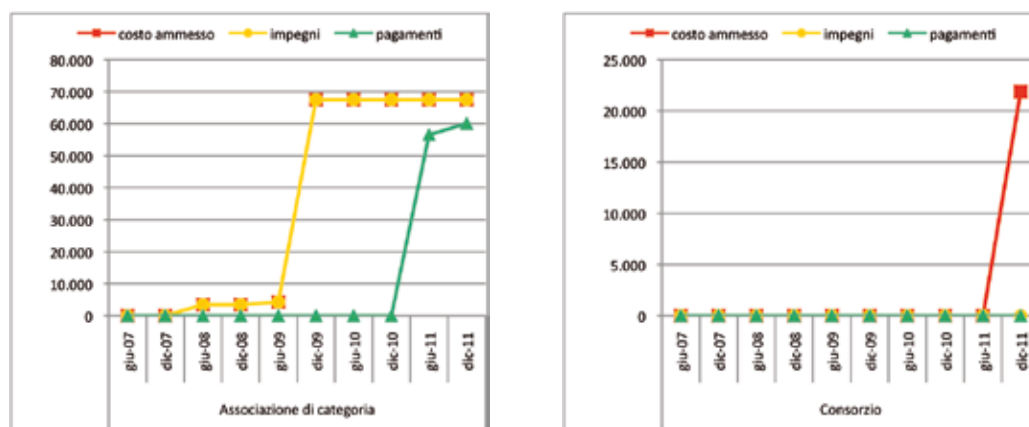 costo ammesso impegni pagamenti
80.000
70.000
60.000
50.000
40.000
30.000
20.000
10.000
0
giu-07
dic-07
giu-08
dic-08
giu-09
dic-09
giu-10
dic-10
giu-11
dic-11
Associazione di categoria
costo ammesso impegni pagamenti
25.000
20.000
15.000
10.000
5.000
0
giu-07
dic-07
giu-08
dic-08
giu-09
dic-09
giu-10
dic-10
giu-11
dic-11
Consorzio